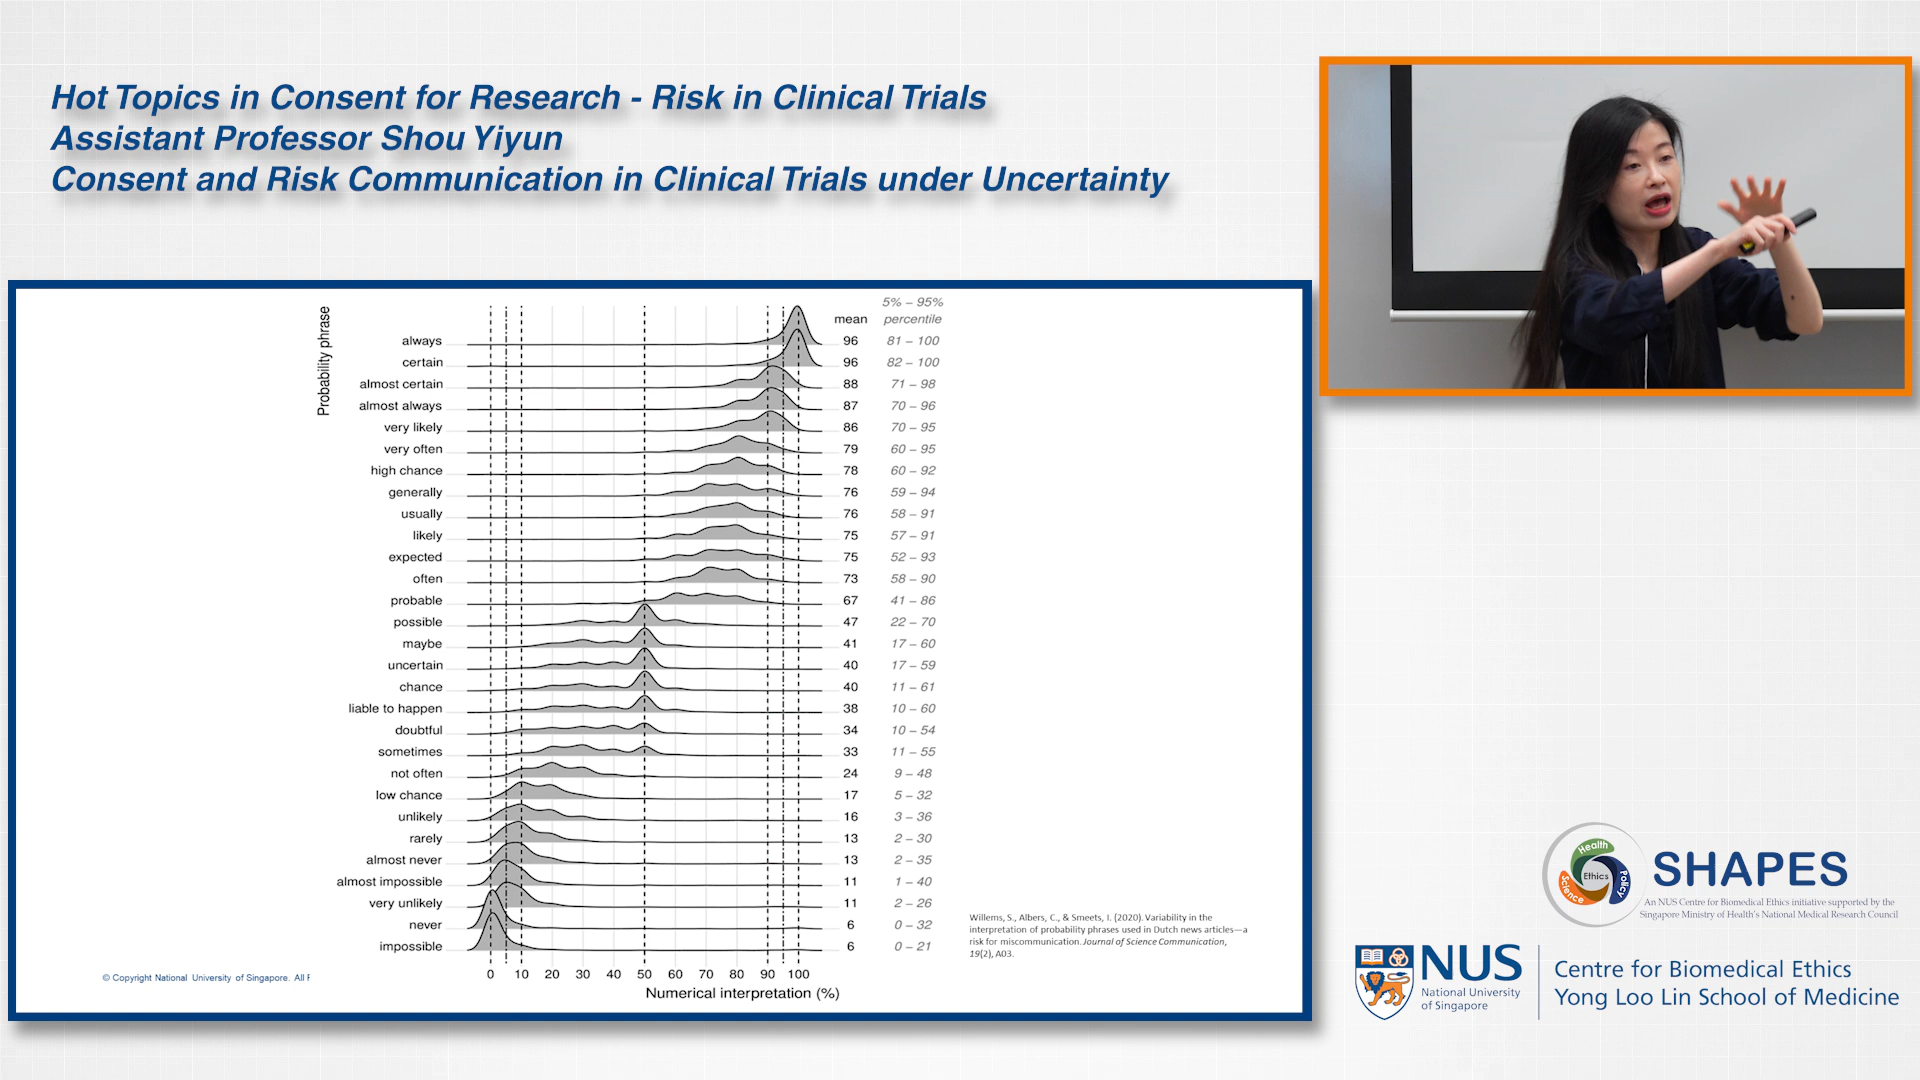 Hot Topics in Consent for Research - Risk in Clinical Trials
Assistant Professor Shou Yiyun
Consent and Risk Communication in Clinical Trials under Uncertainty
Probability phrase
5% – 95%
mean percentile
always 96 81 – 100
certain 96 82 – 100
almost certain 88 71 – 98
almost always 87 70 – 96
very likely 86 70 – 95
very often 79 60 – 95
high chance 78 60 – 92
generally 76 59 – 94
usually 76 58 – 91
likely 75 57 – 91
expected 75 52 – 93
often 73 58 – 90
probable 67 41 – 86
possible 47 22 – 70
maybe 41 17 – 60
uncertain 40 17 – 59
chance 40 11 – 61
liable to happen 38 10 – 60
doubtful 34 10 – 54
sometimes 33 11 – 55
not often 24 9 – 48
low chance 17 5 – 32
unlikely 16 3 – 36
rarely 13 2 – 30
almost never 13 2 – 35
almost impossible 11 1 – 40
very unlikely 11 2 – 26
never 6 0 – 32
impossible 6 0 – 21
0 10 20 30 40 50 60 70 80 90 100
Numerical interpretation (%)
Willems, S., Albers, C., & Smeets, I. (2020). Variability in the
interpretation of probability phrases used in Dutch news articles—a
risk for miscommunication. Journal of Science Communication,
19(2), A03.
© Copyright National University of Singapore. All
Health
Ethics
Science
Policy
SHAPES
An NUS Centre for Biomedical Ethics initiative supported by the
Singapore Ministry of Health's National Medical Research Council
NUS
National University
of Singapore
Centre for Biomedical Ethics
Yong Loo Lin School of Medicine